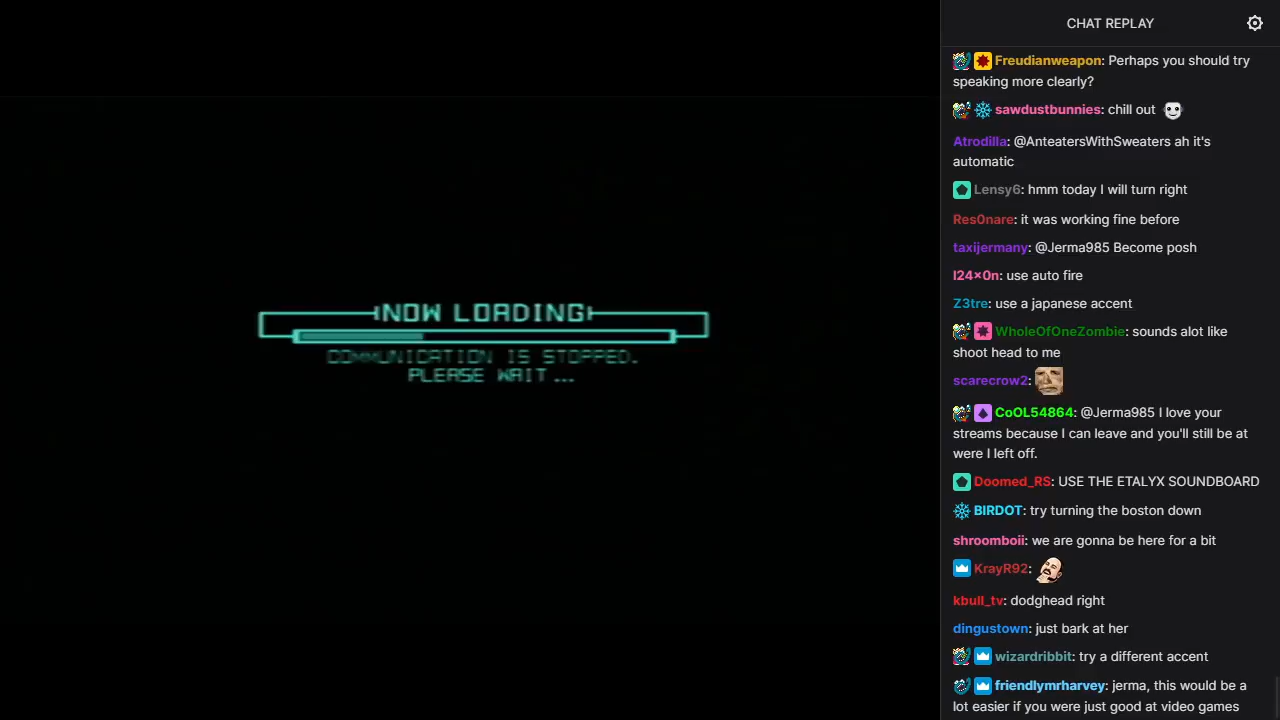 NOW LOADING
COMMUNICATION IS STOPPED.
PLEASE WAIT...
CHAT REPLAY
Freudianweapon: Perhaps you should try
speaking more clearly?
sawdustbunnies: chill out
Atrodilla: @AnteatersWithSweaters ah it's
automatic
Lensy6: hmm today I will turn right
Res0nare: it was working fine before
taxijermany: @Jerma985 Become posh
l24x0n: use auto fire
Z3tre: use a japanese accent
WholeOfOneZombie: sounds alot like
shoot head to me
scarecrow2:
CoOL54864: @Jerma985 I love your
streams because I can leave and you'll still be at
were I left off.
Doomed_RS: USE THE ETALYX SOUNDBOARD
BIRDOT: try turning the boston down
shroomboii: we are gonna be here for a bit
KrayR92:
kbull_tv: dodghead right
dingustown: just bark at her
wizardribbit: try a different accent
friendlymrharvey: jerma, this would be a
lot easier if you were just good at video games